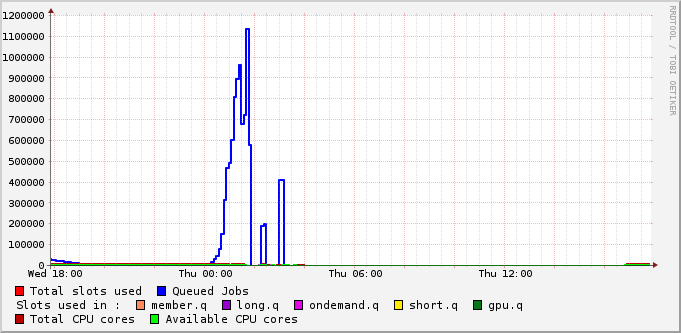 1200000
1100000
1000000
900000
800000
700000
600000
500000
400000
300000
200000
100000
0
Wed 18:00 Thu 00:00 Thu 06:00 Thu 12:00
RRDTOOL / TOBI OETIKER
Total slots used Queued Jobs
Slots used in : member.q long.q ondemand.q short.q gpu.q
Total CPU cores Available CPU cores